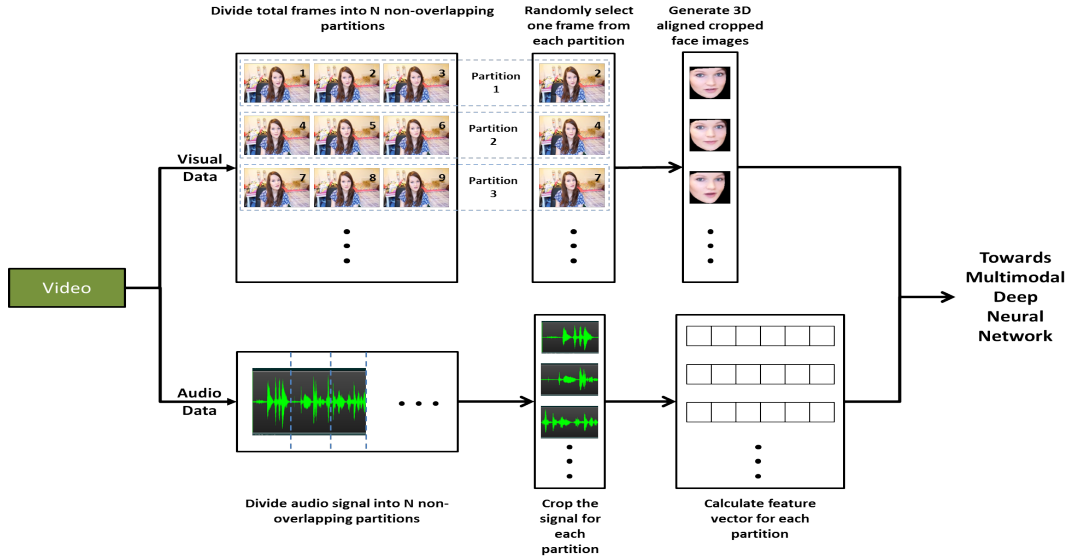 Divide total frames into N non-overlapping
partitions
Randomly select
one frame from
each partition
Generate 3D
aligned cropped
face images
1
2
3
Partition
1
2
4
5
6
Partition
2
4
7
8
9
Partition
3
7
Visual
Data
Video
Towards
Multimodal
Deep
Neural
Network
Audio
Data
Divide audio signal into N non-
overlapping partitions
Crop the
signal for
each
partition
Calculate feature
vector for each
partition